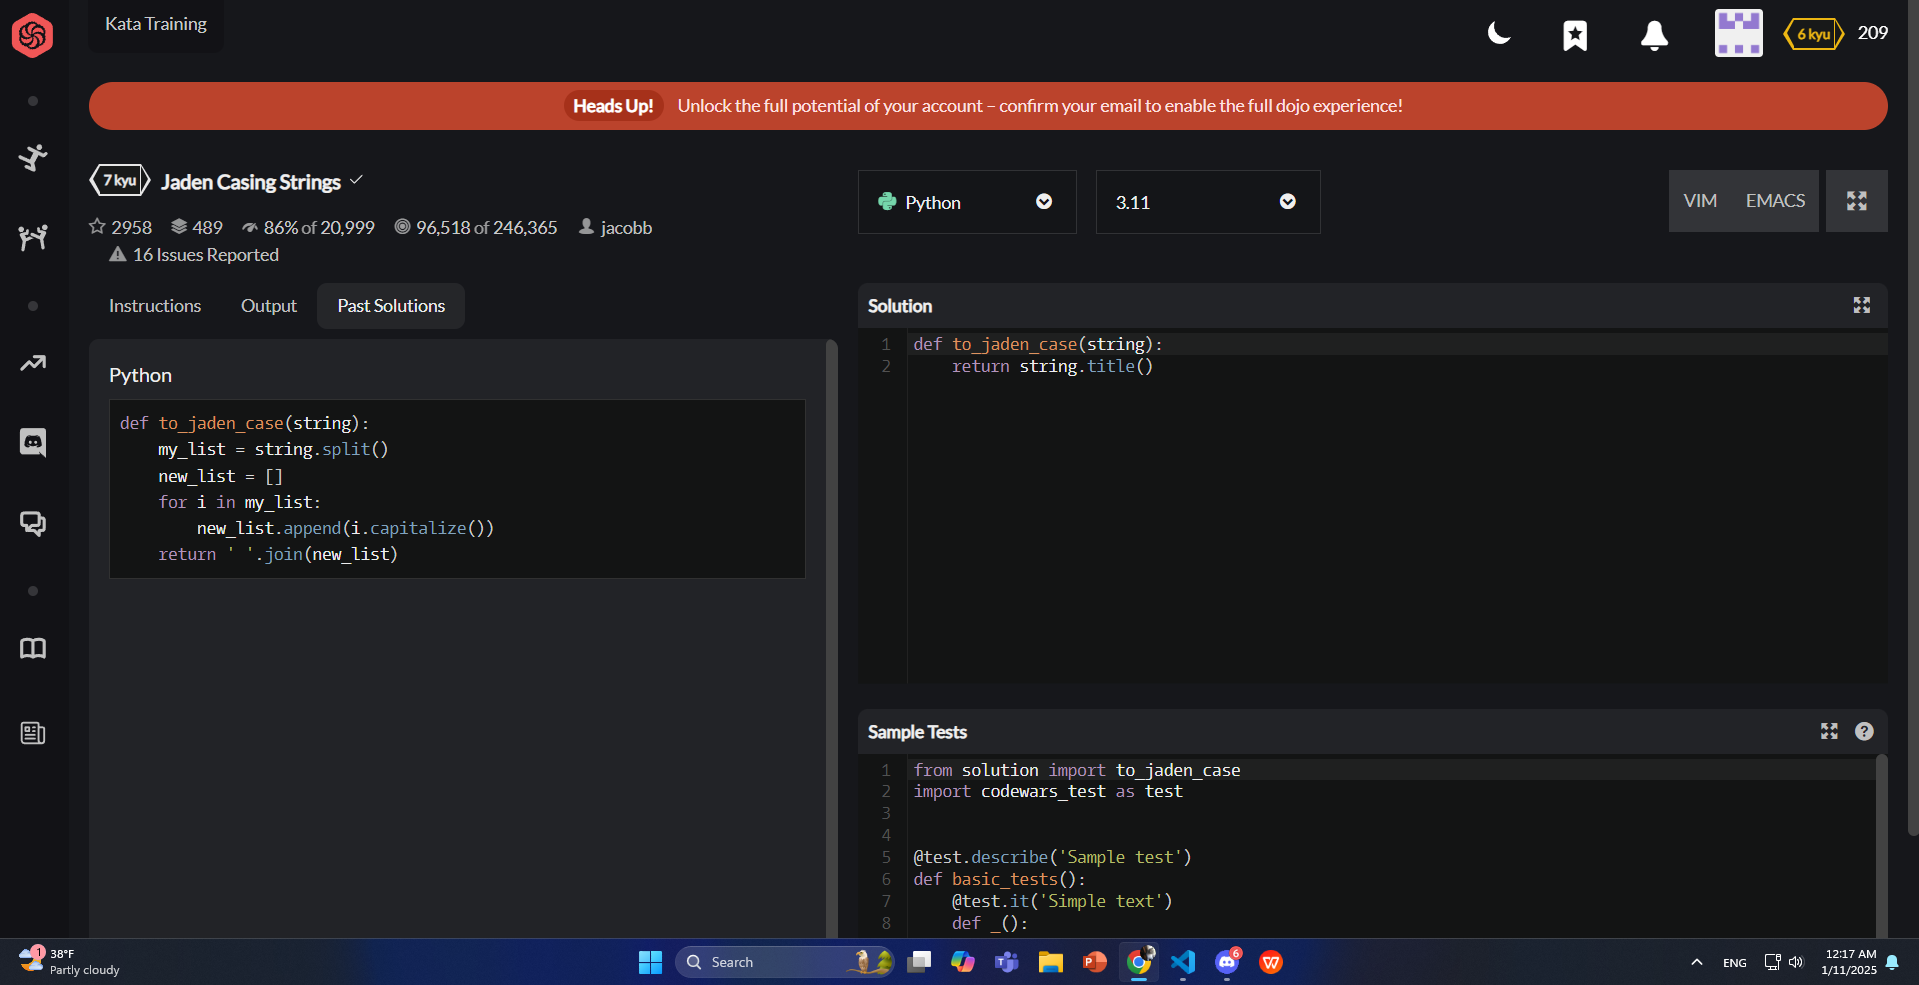 Kata Training
6 kyu
209
Heads Up! Unlock the full potential of your account – confirm your email to enable the full dojo experience!
7 kyu Jaden Casing Strings
2958 489 86% of 20,999 96,518 of 246,365 jacobb
16 Issues Reported
Python
3.11
VIM EMACS
Instructions Output Past Solutions
Python
def to_jaden_case(string):
    my_list = string.split()
    new_list = []
    for i in my_list:
        new_list.append(i.capitalize())
    return ' '.join(new_list)
Solution
1 def to_jaden_case(string):
2     return string.title()
Sample Tests
1 from solution import to_jaden_case
2 import codewars_test as test
3
4
5 @test.describe('Sample test')
6 def basic_tests():
7     @test.it('Simple text')
8     def _():
1
38°F
Partly cloudy
Search
6
ENG
12:17 AM
1/11/2025